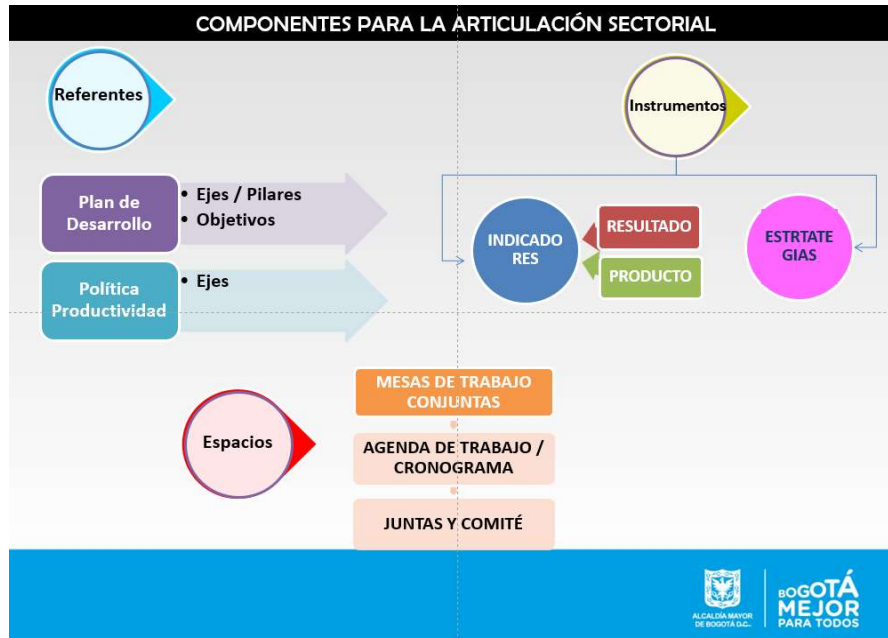 COMPONENTES PARA LA ARTICULACIÓN SECTORIAL
Referentes
Instrumentos
Plan de
Desarrollo
• Ejes / Pilares
• Objetivos
Política
Productividad
• Ejes
INDICADO
RES
RESULTADO
PRODUCTO
ESTRTATE
GIAS
Espacios
MESAS DE TRABAJO
CONJUNTAS
AGENDA DE TRABAJO /
CRONOGRAMA
JUNTAS Y COMITÉ
ALCALDÍA MAYOR
DE BOGOTÁ D.C.
BOGOTÁ
MEJOR
PARA TODOS